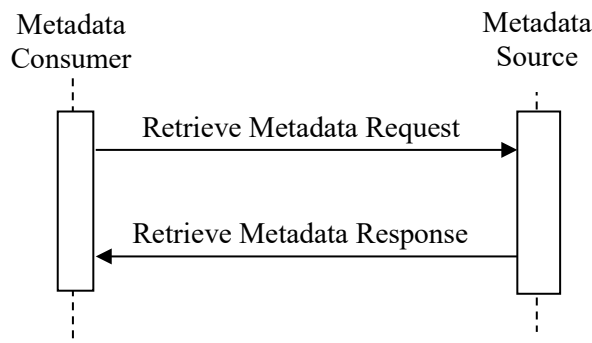 Metadata
Consumer
Metadata
Source
Retrieve Metadata Request
Retrieve Metadata Response